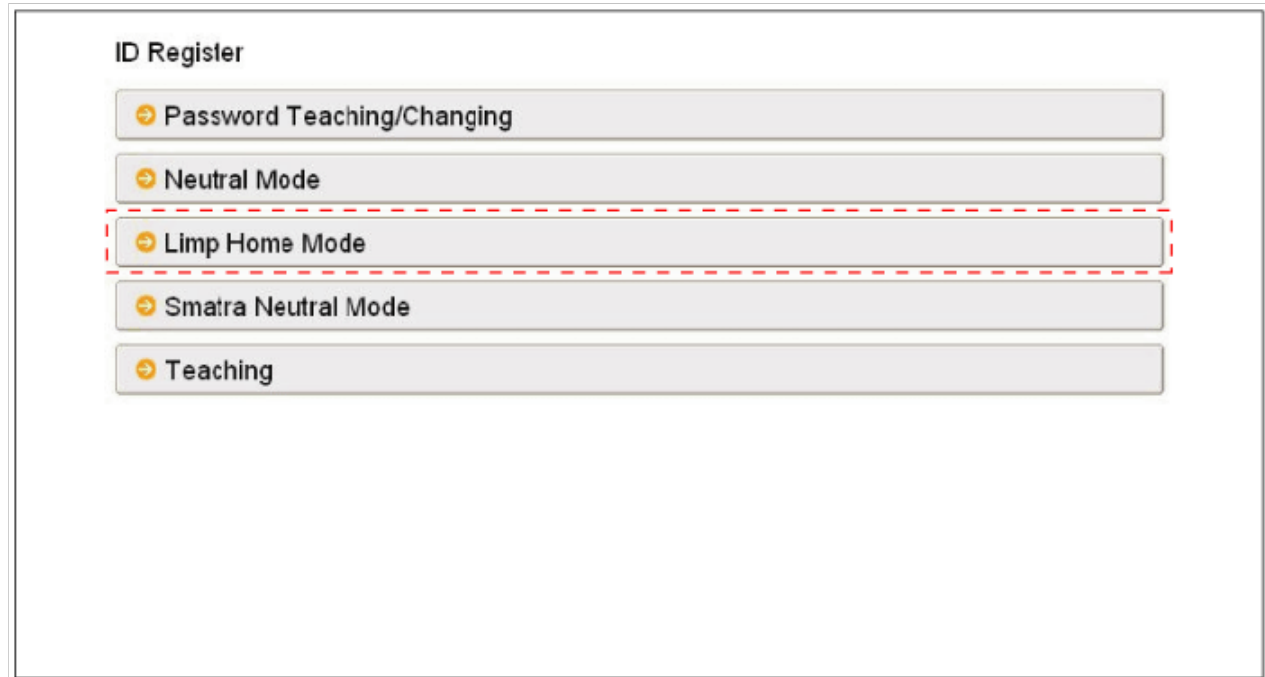 ID Register
Password Teaching/Changing
Neutral Mode
Limp Home Mode
Smatra Neutral Mode
Teaching